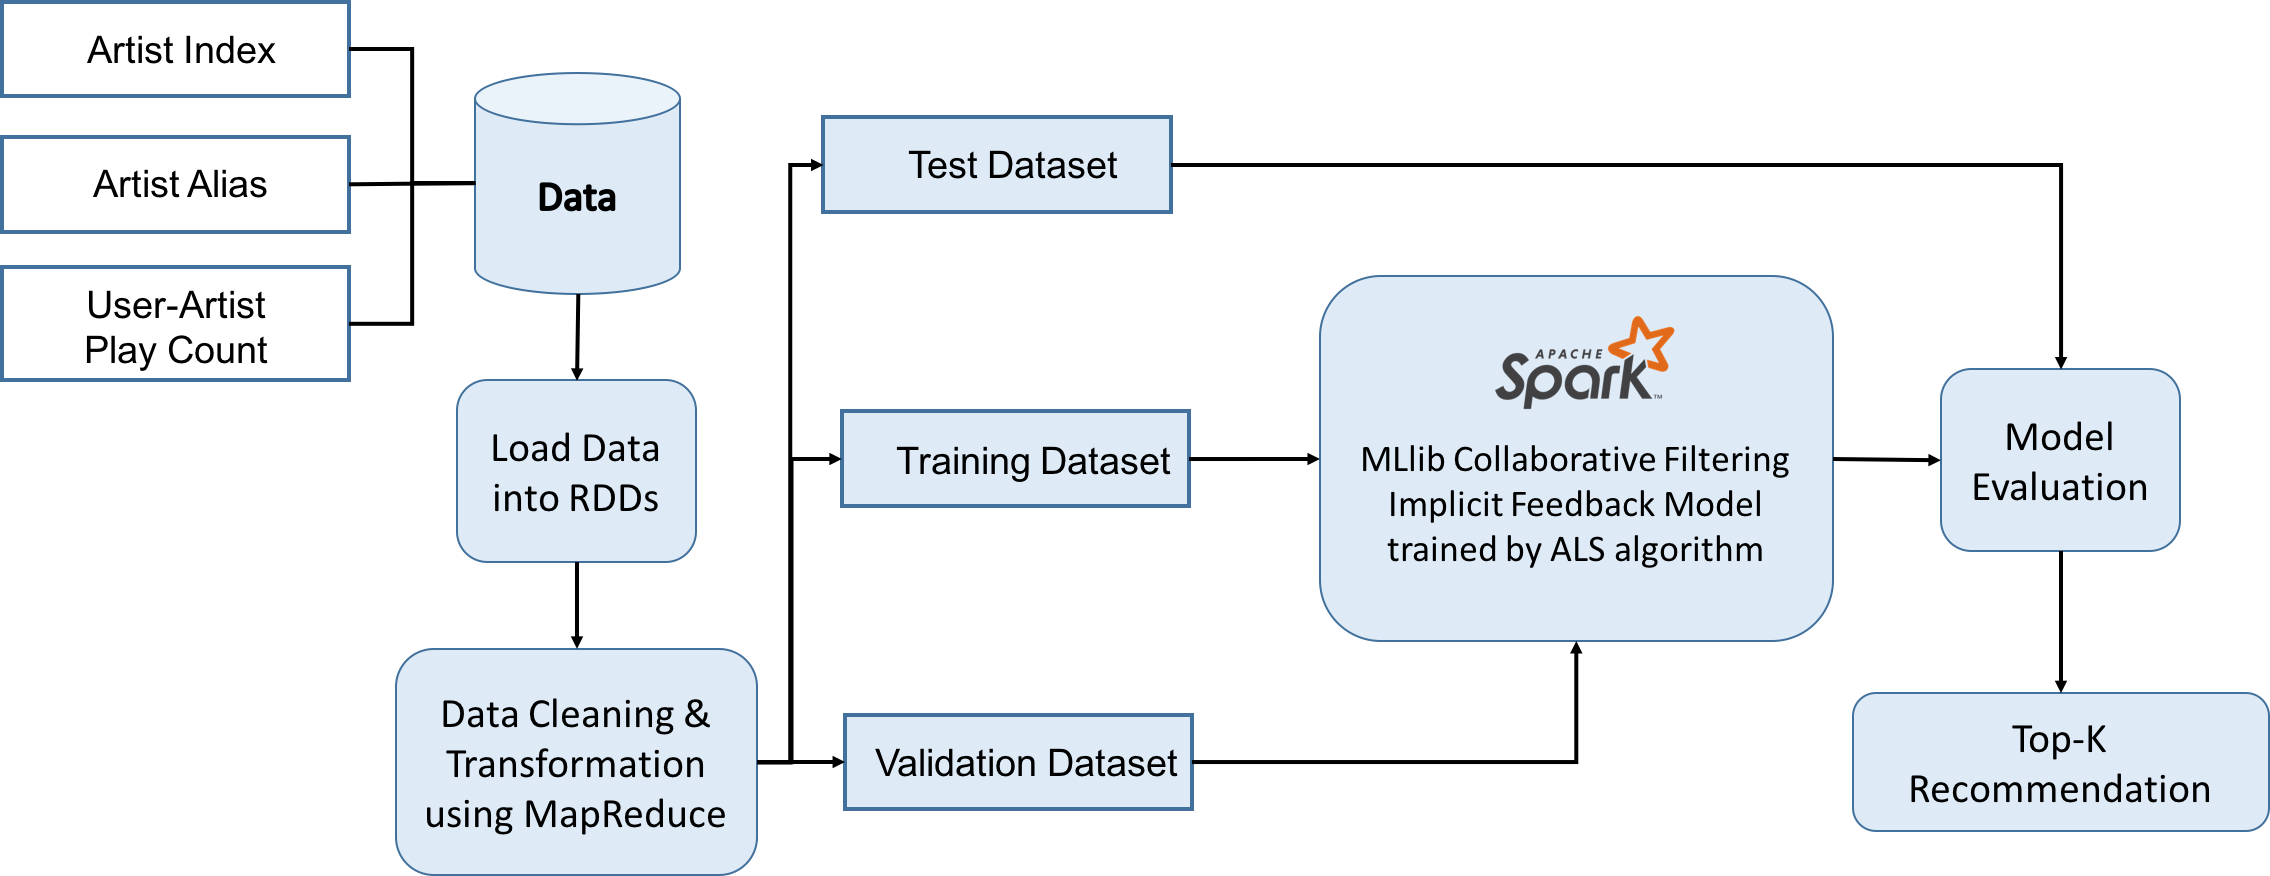 Artist Index
Artist Alias
User-Artist
Play Count
Data
Load Data
into RDDs
Data Cleaning &
Transformation
using MapReduce
Test Dataset
Training Dataset
Validation Dataset
APACHE
Spark™
MLlib Collaborative Filtering
Implicit Feedback Model
trained by ALS algorithm
Model
Evaluation
Top-K
Recommendation